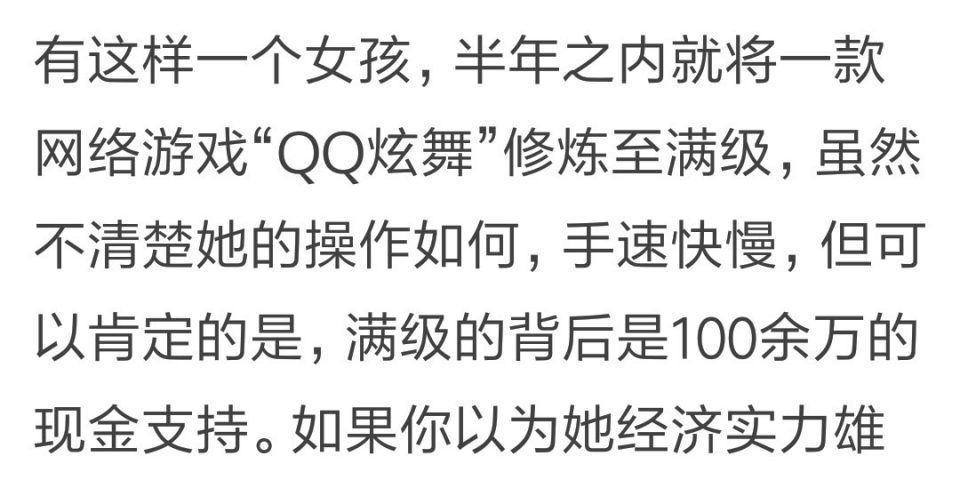 有这样一个女孩，半年之内就将一款
网络游戏“QQ炫舞”修炼至满级，虽然
不清楚她的操作如何，手速快慢，但可
以肯定的是，满级的背后是100余万的
现金支持。如果你以为她经济实力雄